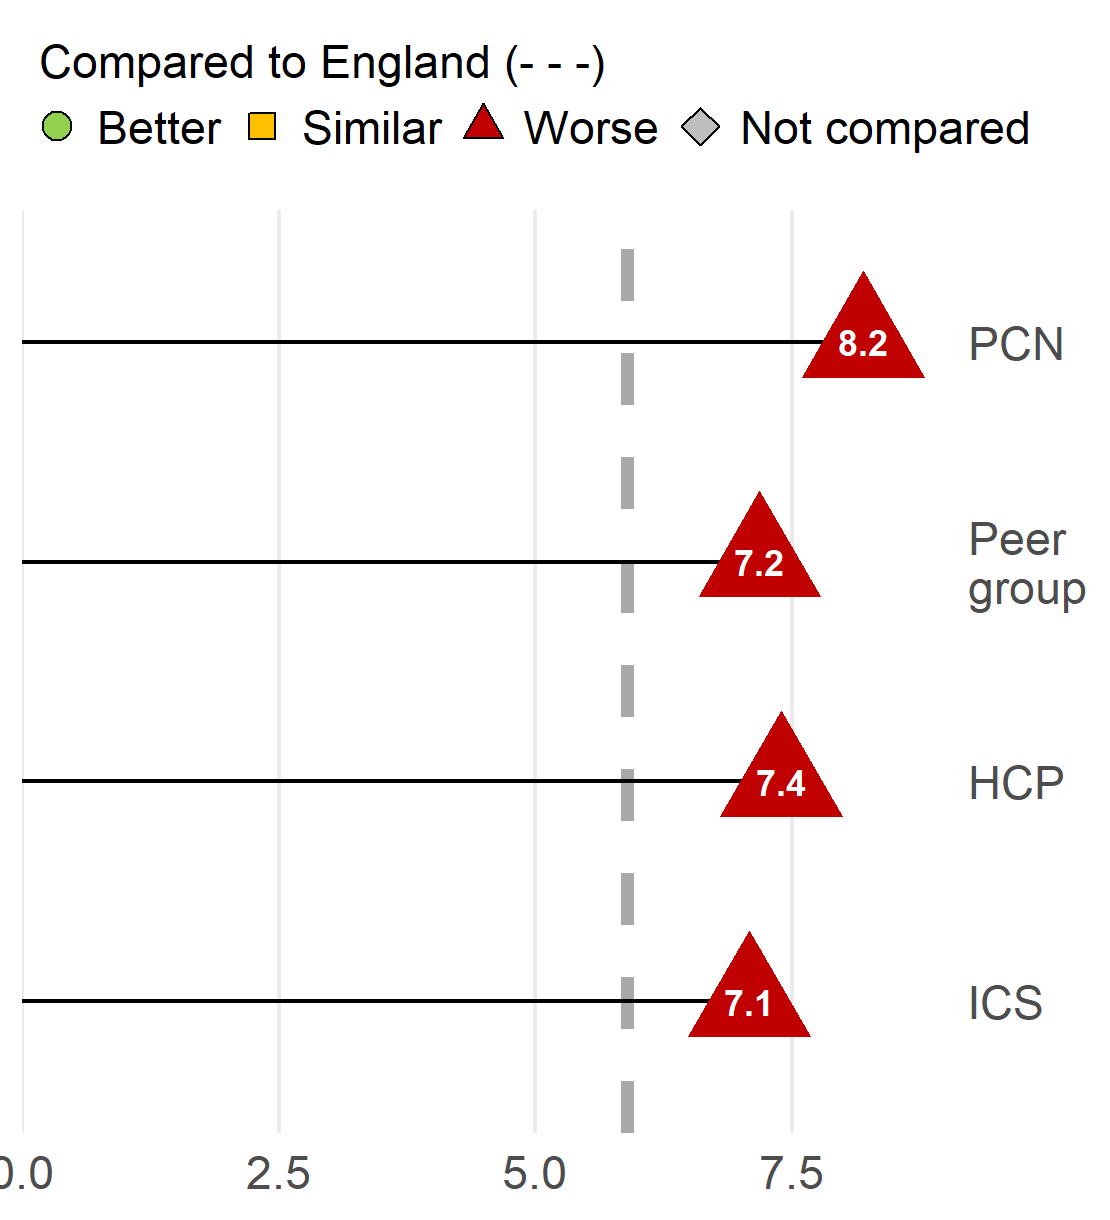 Compared to England (- - -)
Better Similar Worse Not compared
8.2 PCN
7.2 Peer
group
7.4 HCP
7.1 ICS
0.0 2.5 5.0 7.5